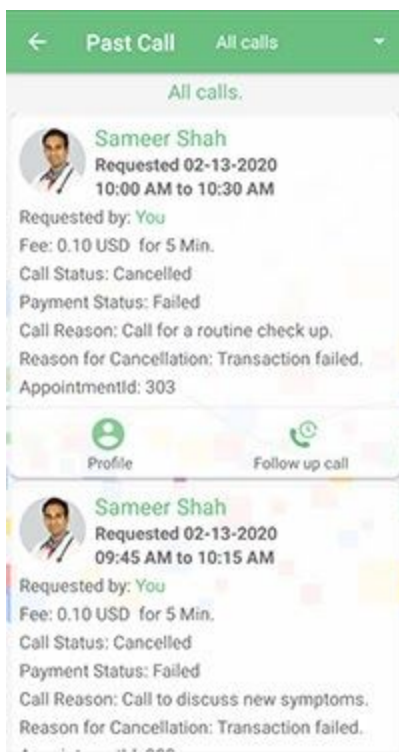 Past Call All calls
All calls.
Sameer Shah
Requested 02-13-2020
10:00 AM to 10:30 AM
Requested by: You
Fee: 0.10 USD for 5 Min.
Call Status: Cancelled
Payment Status: Failed
Call Reason: Call for a routine check up.
Reason for Cancellation: Transaction failed.
AppointmentId: 303
Profile Follow up call
Sameer Shah
Requested 02-13-2020
09:45 AM to 10:15 AM
Requested by: You
Fee: 0.10 USD for 5 Min.
Call Status: Cancelled
Payment Status: Failed
Call Reason: Call to discuss new symptoms.
Reason for Cancellation: Transaction failed.